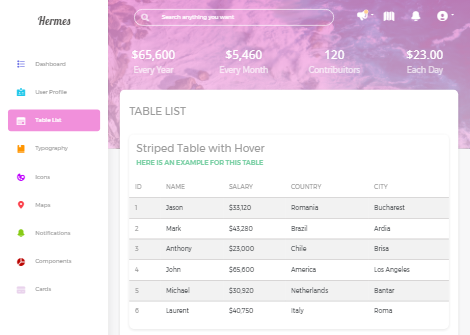 Hermes
Dashboard
User Profile
Table List
Typography
Icons
Maps
Notifications
Components
Cards
Search anything you want
$65,600
Every Year
$5,460
Every Month
120
Contribuitors
$23.00
Each Day
TABLE LIST
Striped Table with Hover
HERE IS AN EXAMPLE FOR THIS TABLE
ID NAME SALARY COUNTRY CITY
1 Jason $33,120 Romania Bucharest
2 Mark $43,280 Brazil Ardia
3 Anthony $23,000 Chile Brisa
4 John $65,600 America Los Angeles
5 Michael $30,920 Netherlands Bantar
6 Laurent $40,750 Italy Roma